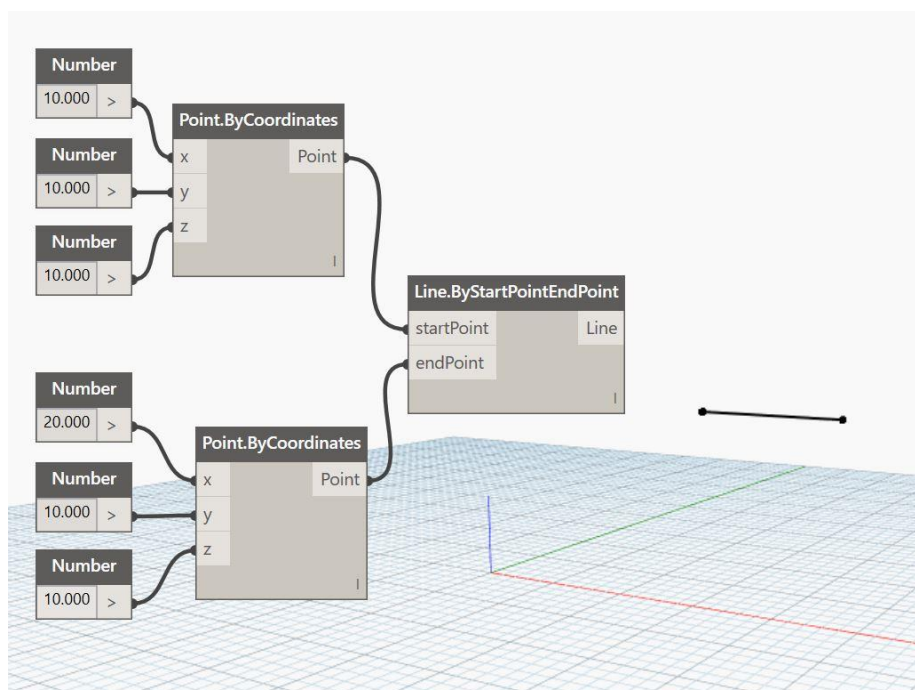 Number
10.000 >
Number
10.000 >
Number
10.000 >
Point.ByCoordinates
x Point
y
z
l
Line.ByStartPointEndPoint
startPoint Line
endPoint
l
Number
20.000 >
Number
10.000 >
Number
10.000 >
Point.ByCoordinates
x Point
y
z
l